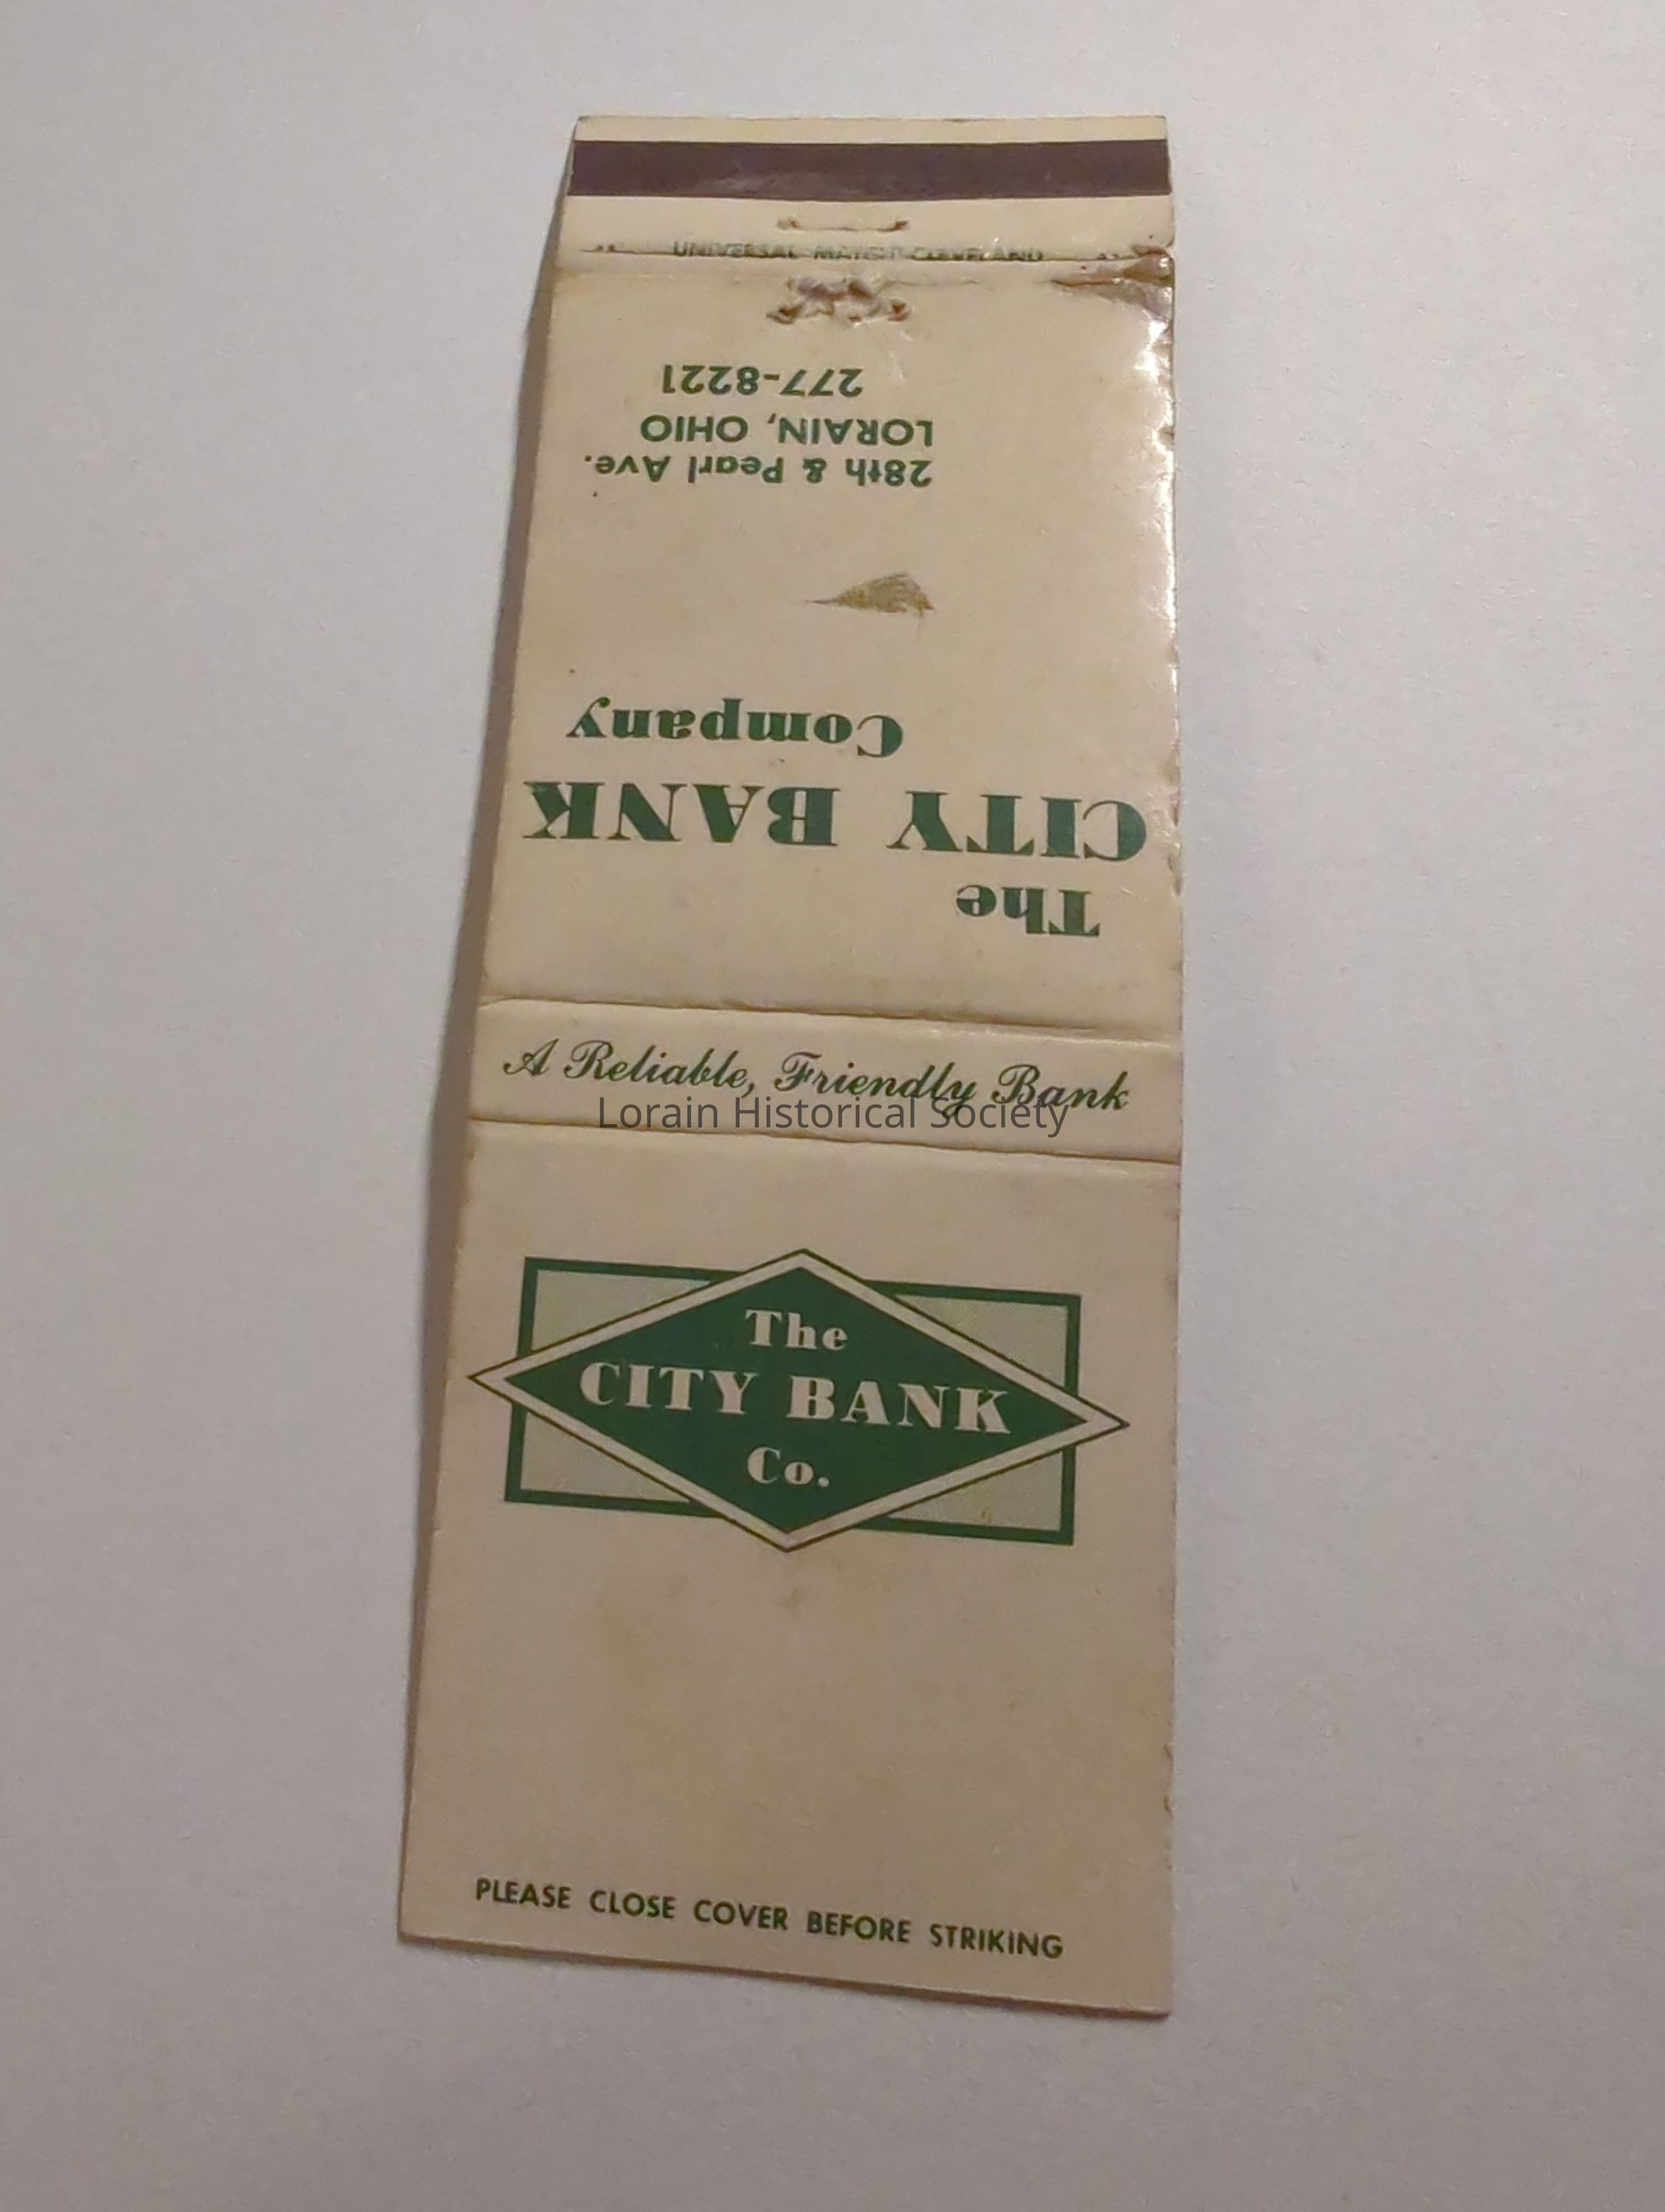 UNIVERSAL MATCH CLEVELAND
The
CITY BANK
Company
28th & Pearl Ave.
LORAIN, OHIO
277-8221
A Reliable, Friendly Bank
Lorain Historical Society
The
CITY BANK
Co.
PLEASE CLOSE COVER BEFORE STRIKING